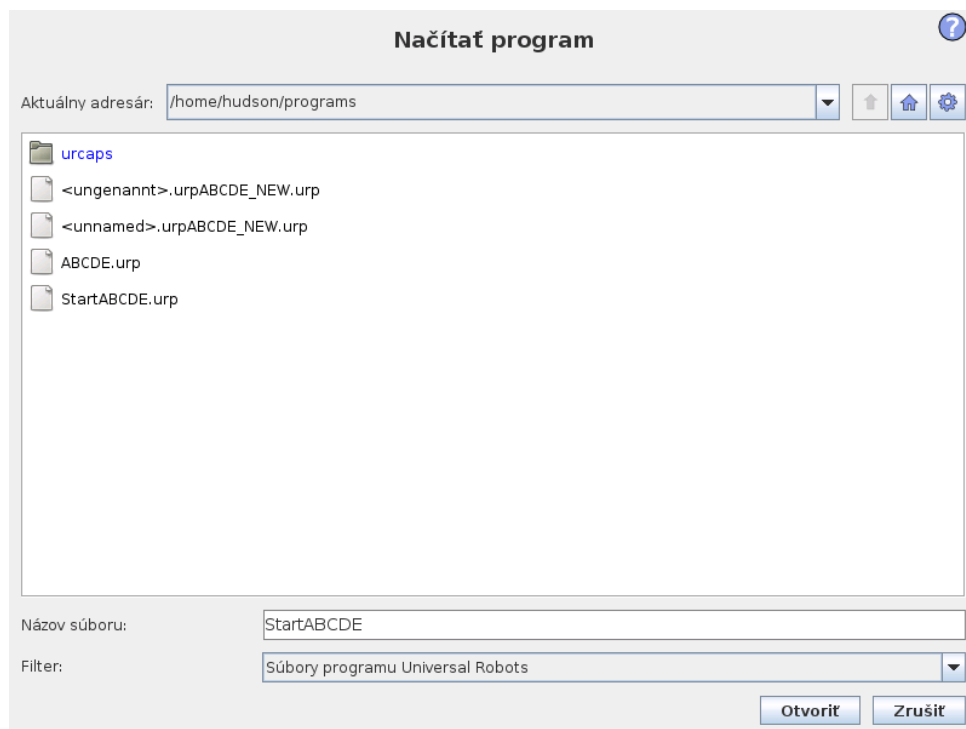 Načítať program
?
Aktuálny adresár: /home/hudson/programs
urcaps
<ungenannt>.urpABCDE_NEW.urp
<unnamed>.urpABCDE_NEW.urp
ABCDE.urp
StartABCDE.urp
Názov súboru: StartABCDE
Filter: Súbory programu Universal Robots
Otvoriť Zrušiť